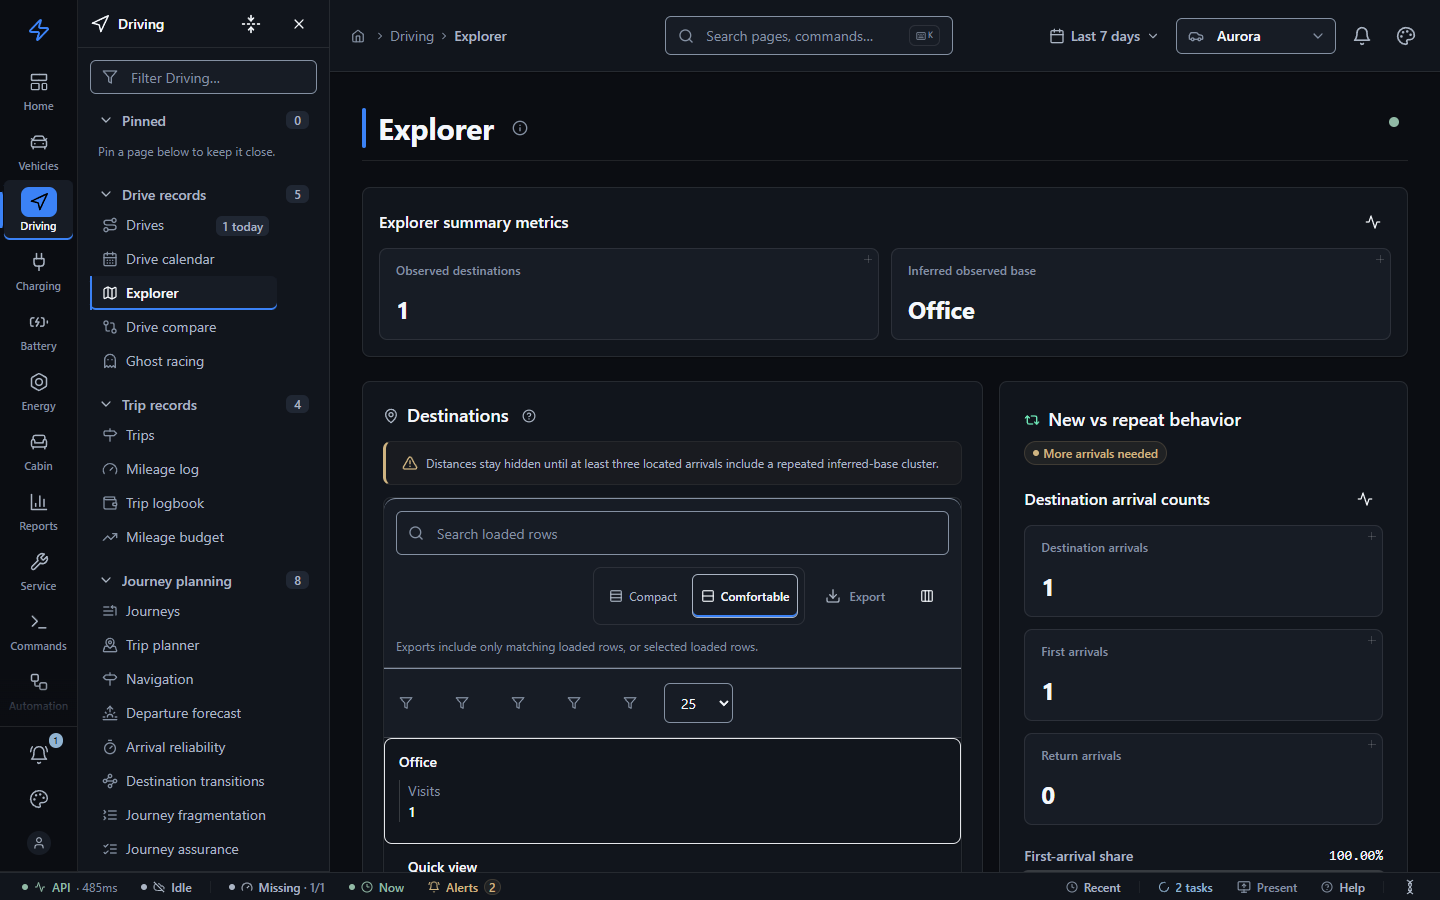 Home
Vehicles
Driving
Charging
Battery
Energy
Cabin
Reports
Service
Commands
Automation
1
Driving
Filter Driving...
Pinned
0
Pin a page below to keep it close.
Drive records
5
Drives
1 today
Drive calendar
Explorer
Drive compare
Ghost racing
Trip records
4
Trips
Mileage log
Trip logbook
Mileage budget
Journey planning
8
Journeys
Trip planner
Navigation
Departure forecast
Arrival reliability
Destination transitions
Journey fragmentation
Journey assurance
Driving
Explorer
Search pages, commands...
K
Last 7 days
Aurora
Explorer
Explorer summary metrics
Observed destinations
1
Inferred observed base
Office
Destinations
Distances stay hidden until at least three located arrivals include a repeated inferred-base cluster.
Search loaded rows
Compact
Comfortable
Export
Exports include only matching loaded rows, or selected loaded rows.
25
Office
Visits
1
Quick view
New vs repeat behavior
More arrivals needed
Destination arrival counts
Destination arrivals
1
First arrivals
1
Return arrivals
0
First-arrival share
100.00%
API · 485ms
Idle
Missing · 1/1
Now
Alerts 2
Recent
2 tasks
Present
Help